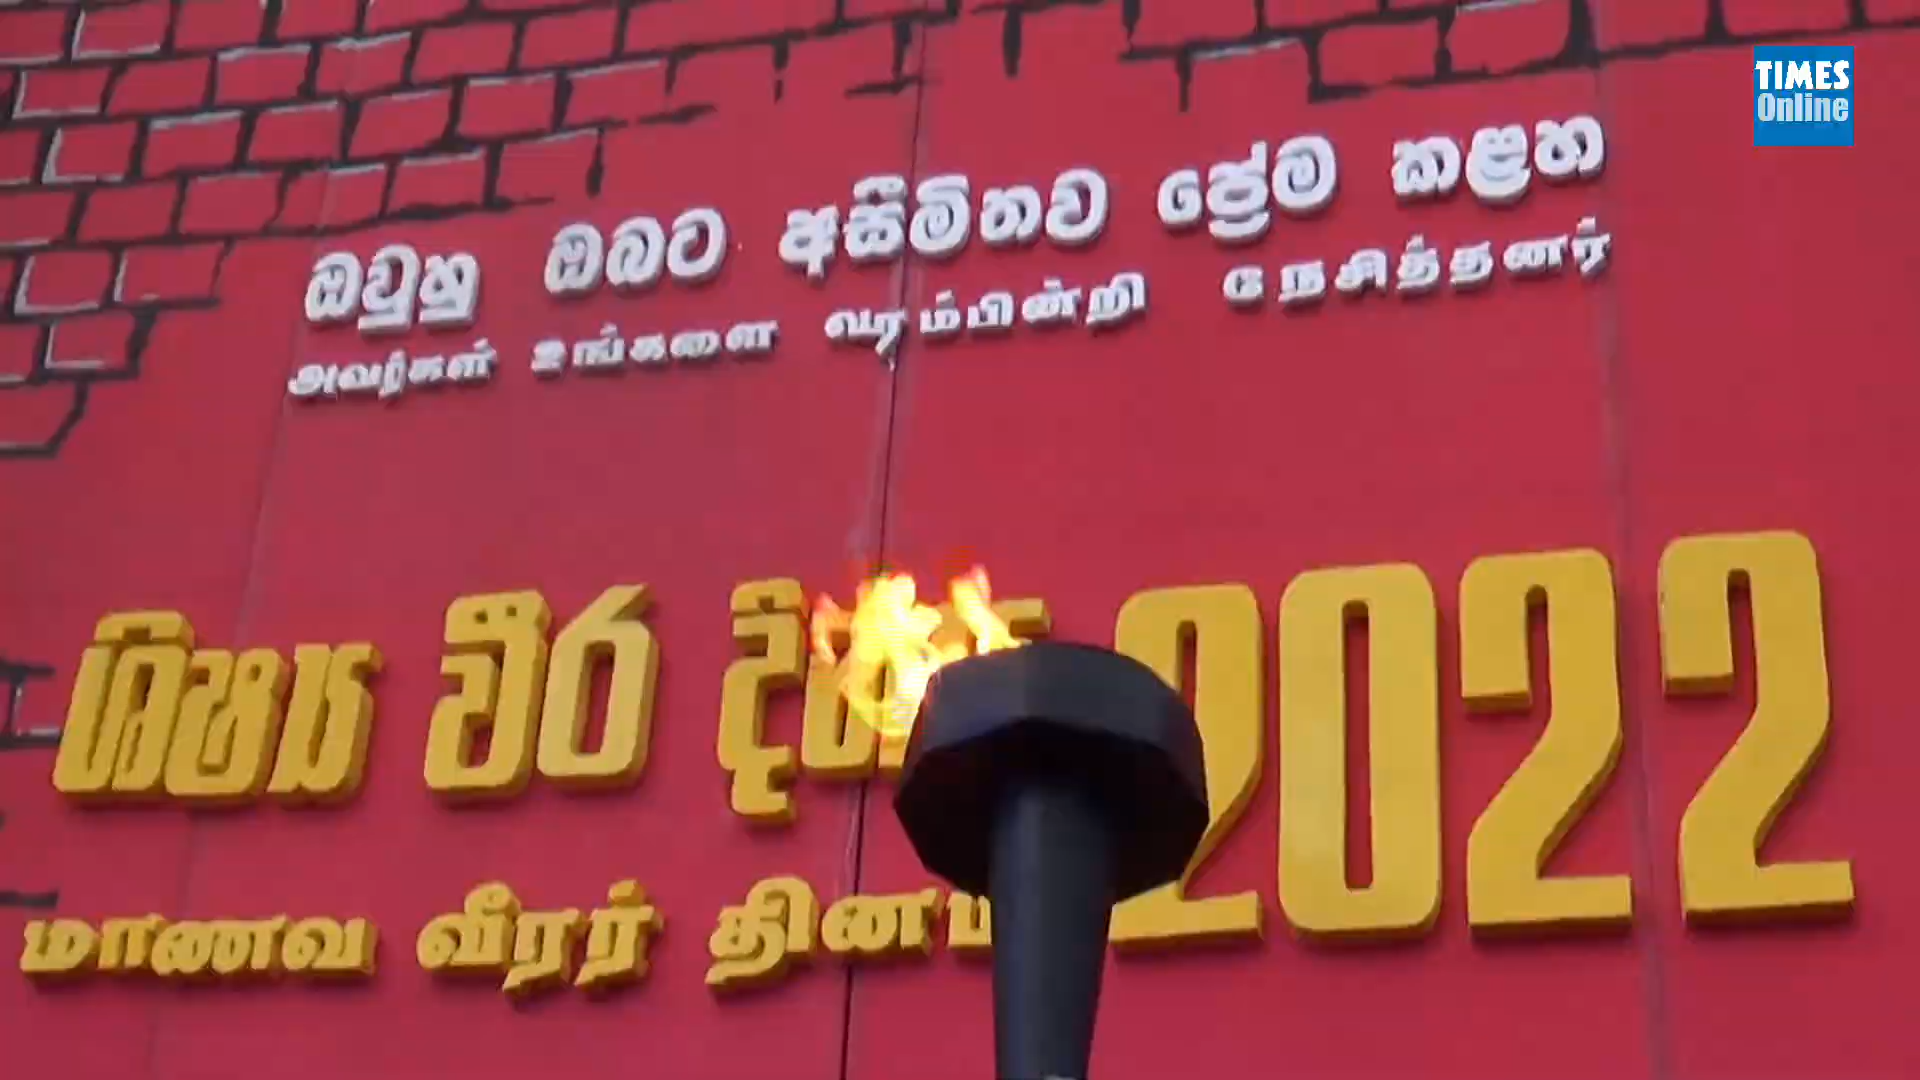 TIMES
Online
ඔවුහු ඔබට අසීමිතව ප්‍රේම කළහ
அவர்கள் உங்களை வரம்பின்றி நேசித்தனர்
ශිෂ්‍ය වීර 2022
மாணவ வீரர்